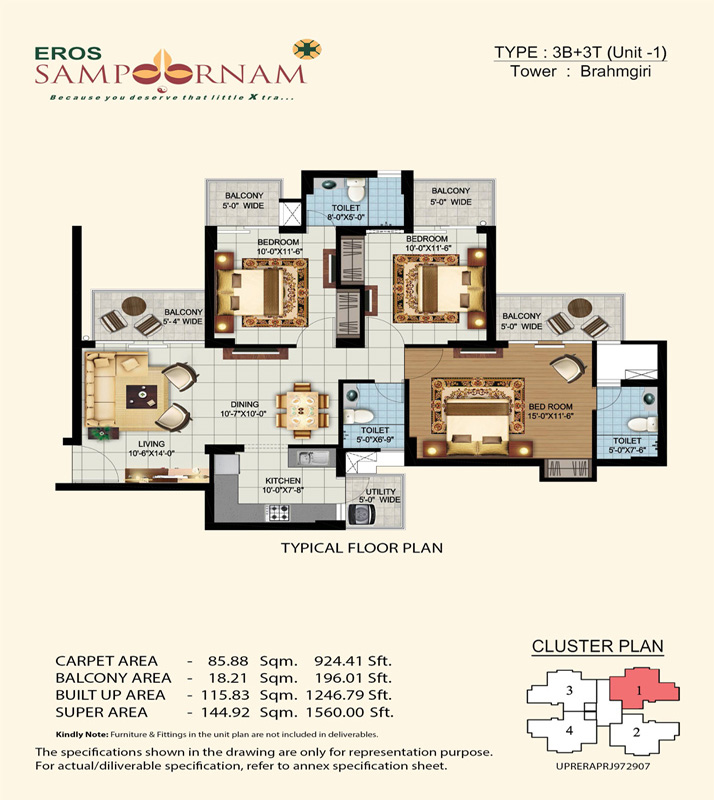 EROS
SAMPOORNAM
Because you deserve that little X tra...
TYPE : 3B+3T (Unit -1)
Tower : Brahmgiri
BALCONY
5'-0" WIDE
TOILET
8'-0"X5'-0"
BALCONY
5'-0" WIDE
BEDROOM
10'-0"X11'-6"
BEDROOM
10'-0"X11'-6"
BALCONY
5'-4" WIDE
BALCONY
5'-0" WIDE
DINING
10'-7"X10'-0"
BED ROOM
15'-0"X11'-6"
TOILET
5'-0"X6'-9"
TOILET
5'-0"X7'-6"
LIVING
10'-6"X14'-0"
KITCHEN
10'-0"X7'-8"
UTILITY
5'-0" WIDE
TYPICAL FLOOR PLAN
CARPET AREA - 85.88 Sqm. 924.41 Sft.
BALCONY AREA - 18.21 Sqm. 196.01 Sft.
BUILT UP AREA - 115.83 Sqm. 1246.79 Sft.
SUPER AREA - 144.92 Sqm. 1560.00 Sft.
Kindly Note: Furniture & Fittings in the unit plan are not included in deliverables.
The specifications shown in the drawing are only for representation purpose.
For actual/diliverable specification, refer to annex specification sheet.
CLUSTER PLAN
3
1
4
2
UPRERAPRJ972907